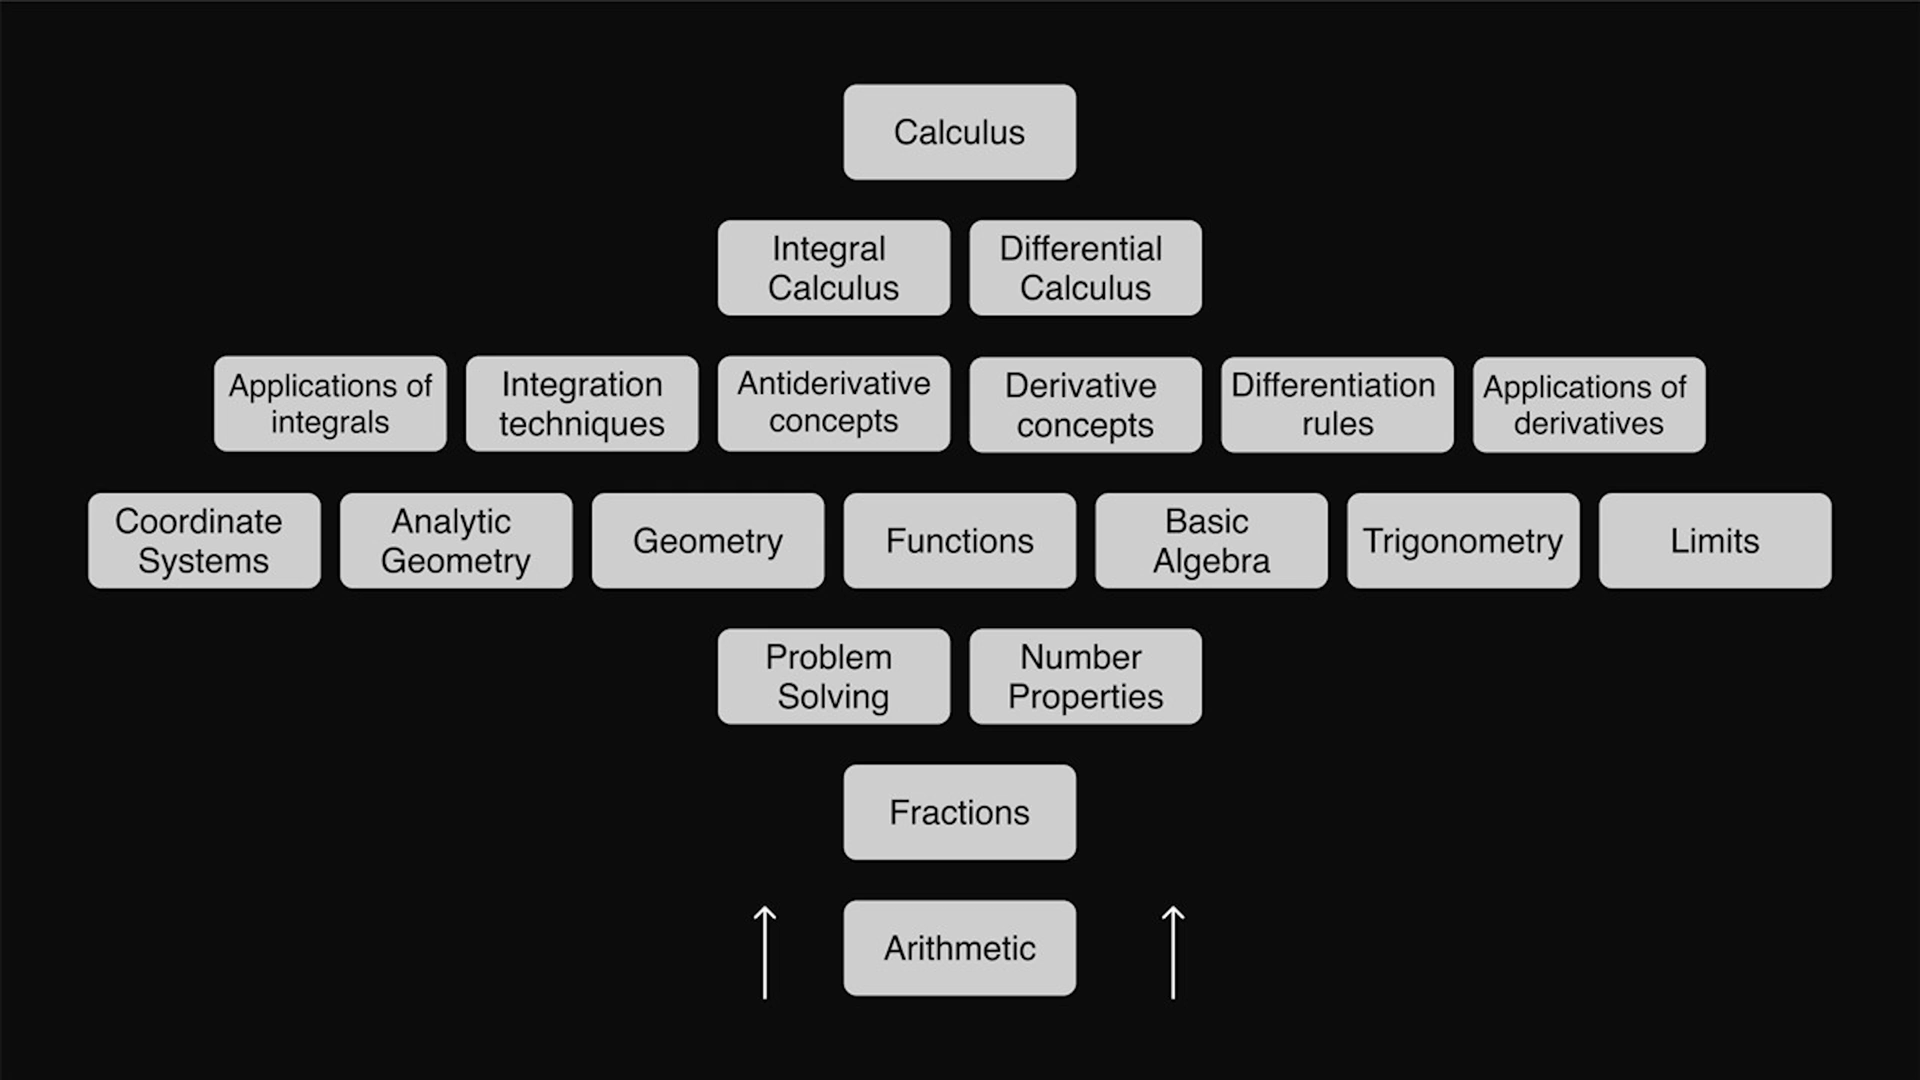 Calculus
Integral
Calculus
Differential
Calculus
Applications of
integrals
Integration
techniques
Antiderivative
concepts
Derivative
concepts
Differentiation
rules
Applications of
derivatives
Coordinate
Systems
Analytic
Geometry
Geometry
Functions
Basic
Algebra
Trigonometry
Limits
Problem
Solving
Number
Properties
Fractions
Arithmetic